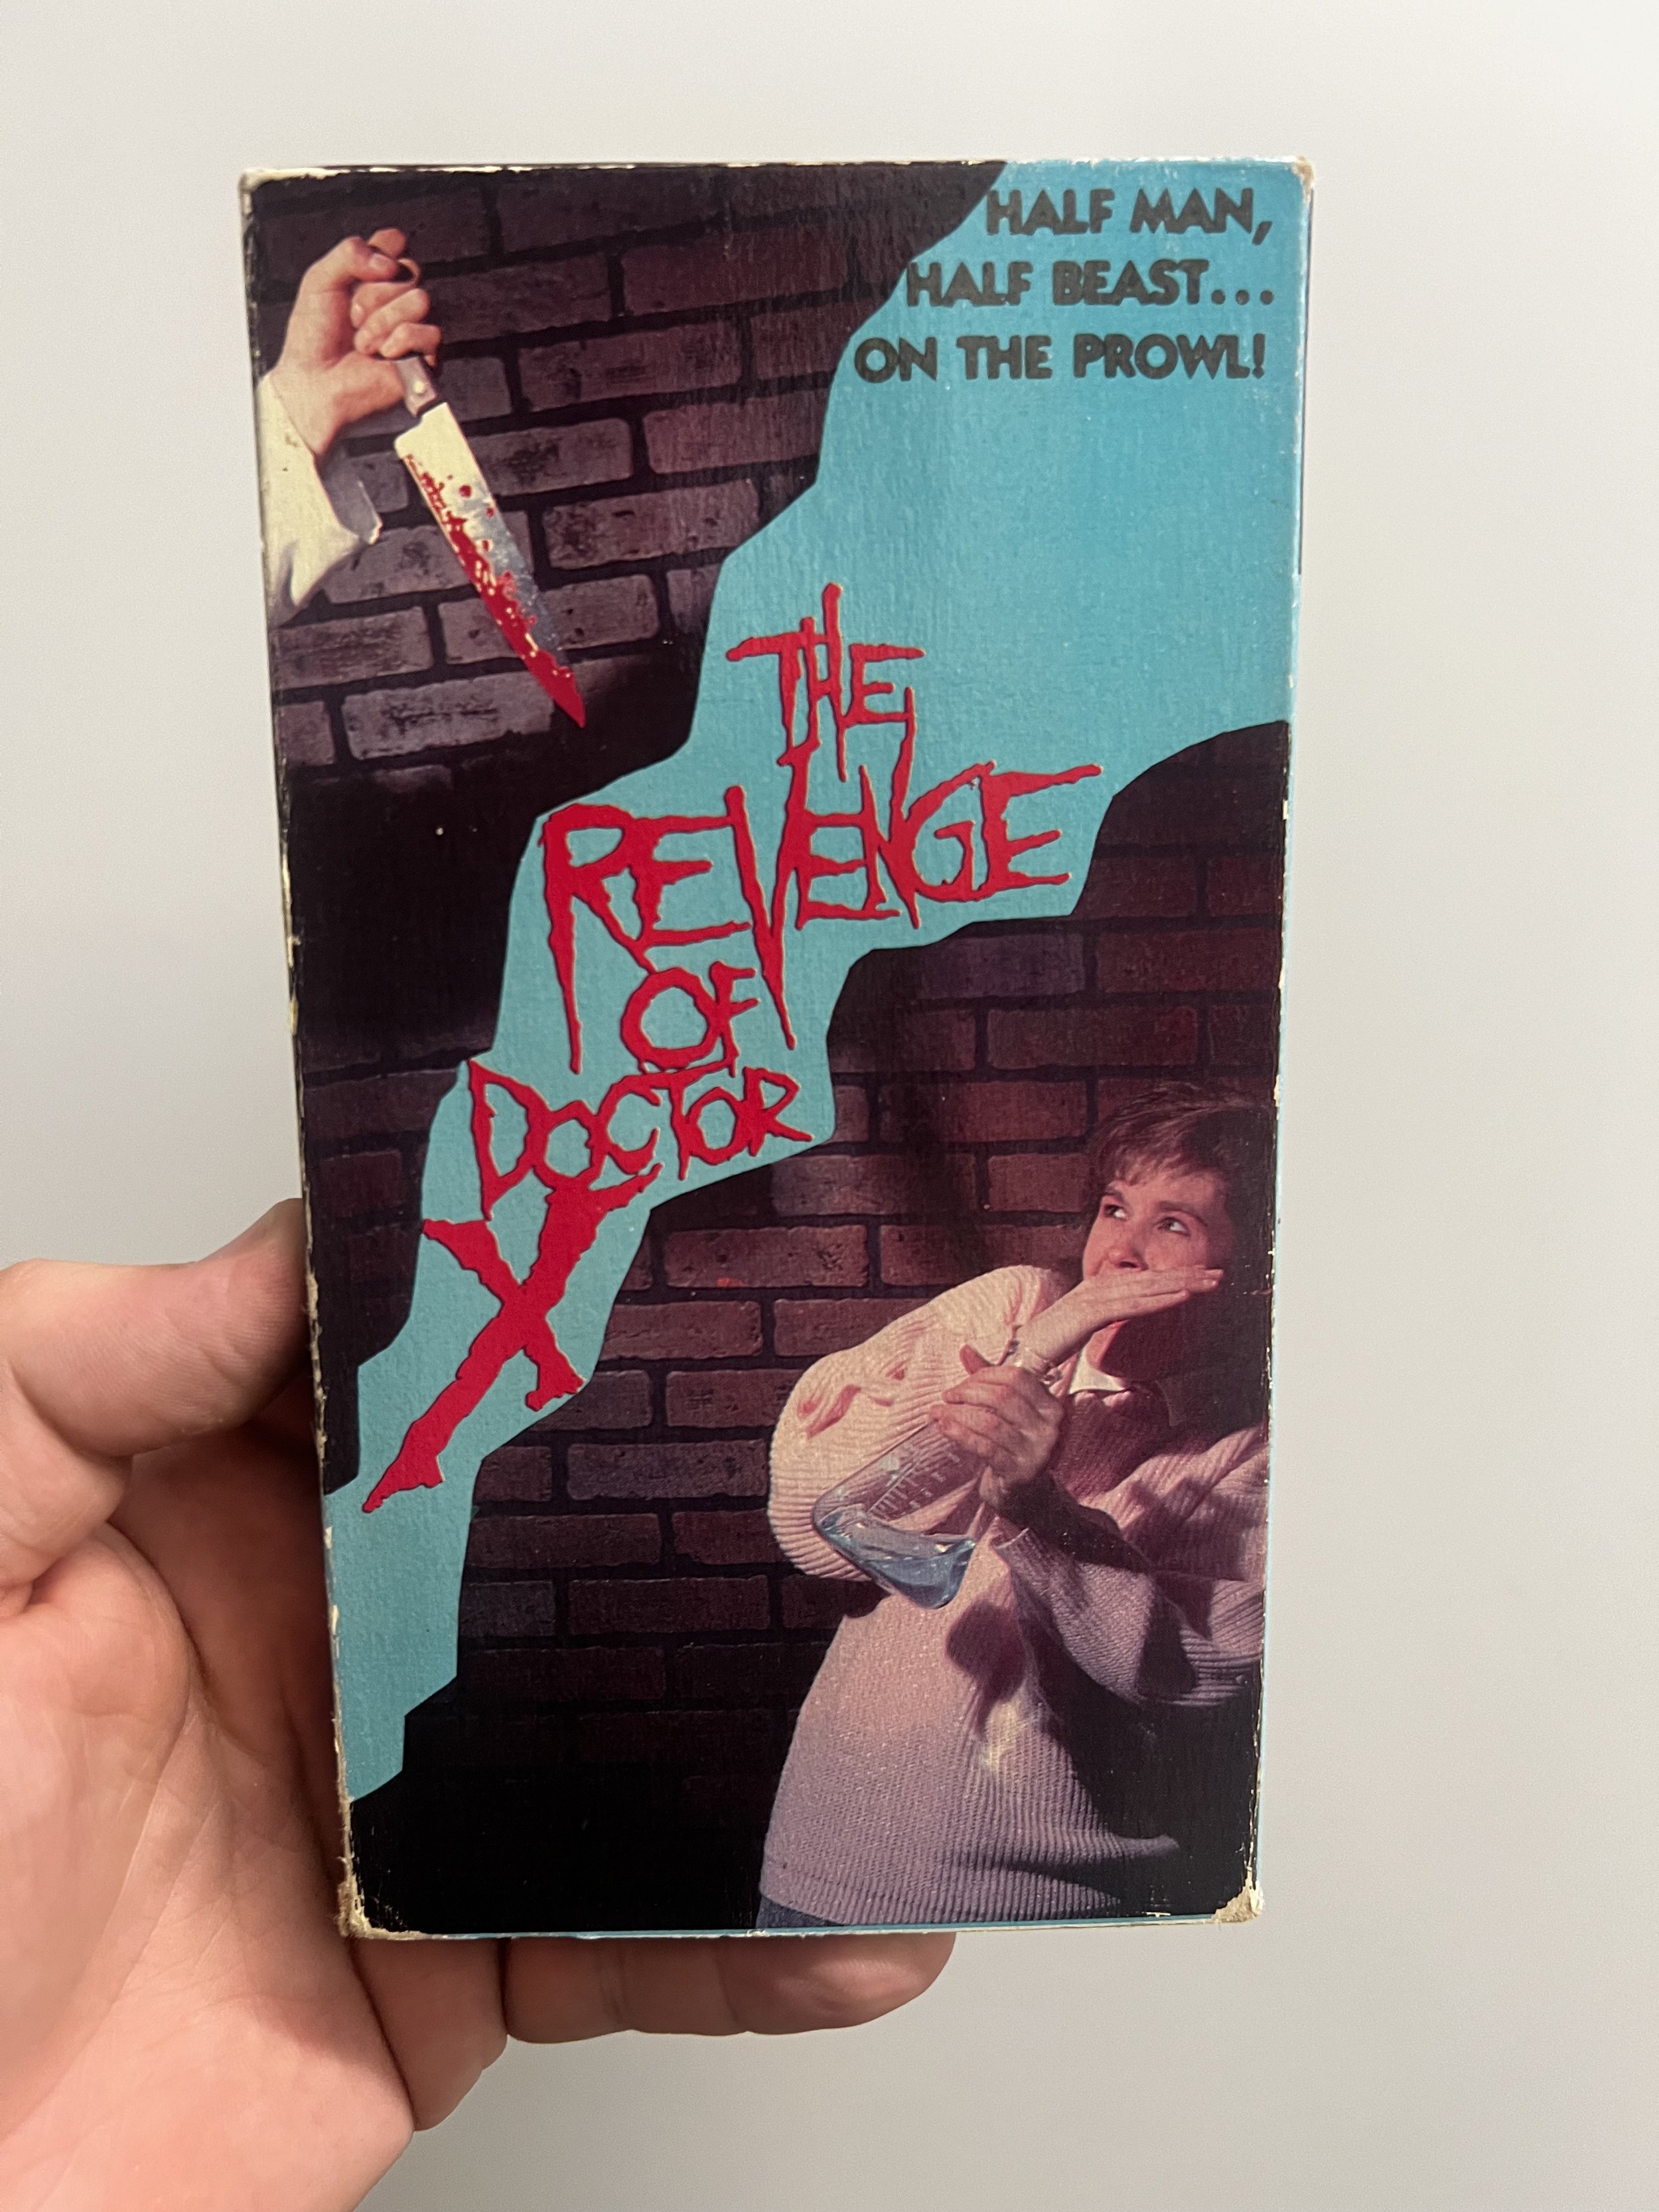 HALF MAN,
HALF BEAST...
ON THE PROWL!
THE
REVENGE
OF
DOCTOR
X